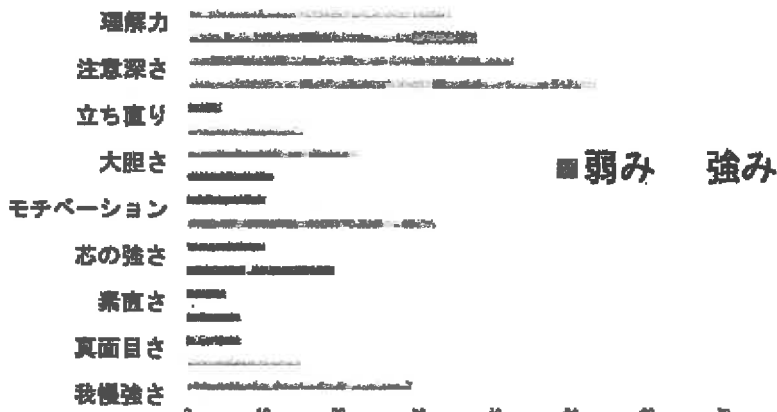 理解力
注意深さ
立ち直り
大胆さ
弱み 強み
モチベーション
芯の強さ
素直さ
真面目さ
我慢強さ